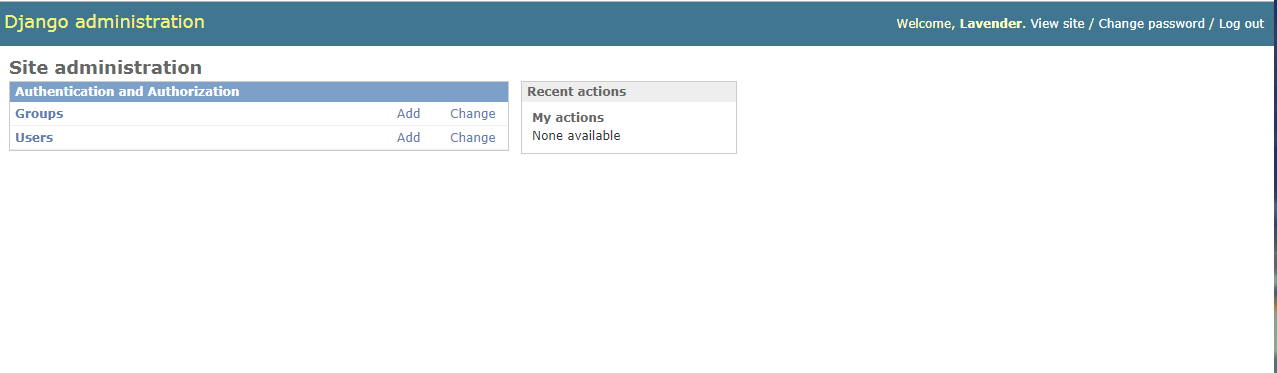 Django administration
Welcome, Lavender. View site / Change password / Log out
Site administration
Authentication and Authorization
Groups Add Change
Users Add Change
Recent actions
My actions
None available